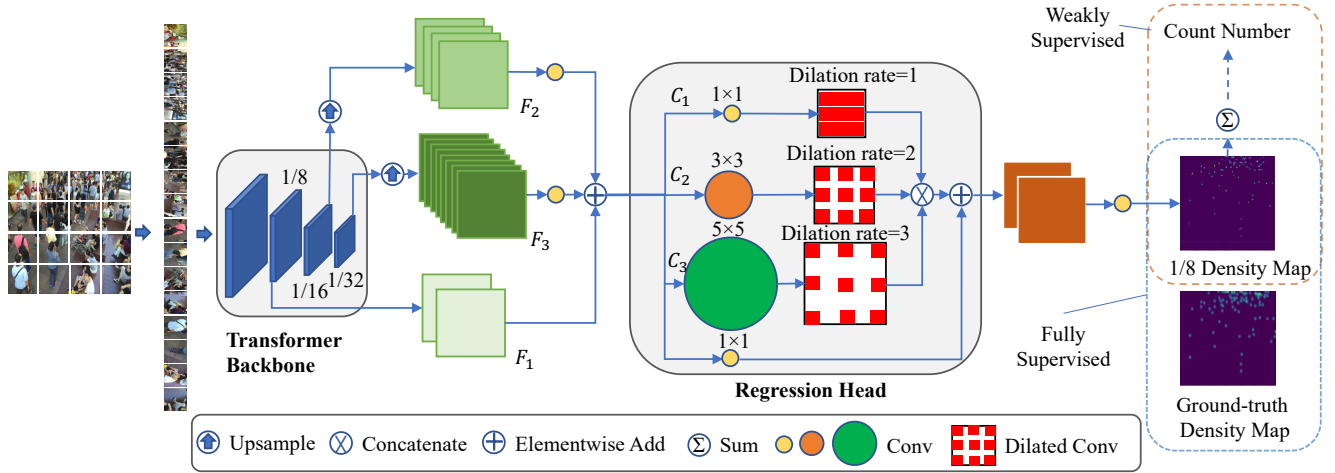 Weakly
Supervised
Count Number
F₂
Dilation rate=1
C₁
1×1
1/8
3×3
Dilation rate=2
C₂
F₃
5×5
Dilation rate=3
C₃
1/16
1/32
1/8 Density Map
Transformer
Backbone
F₁
1×1
Fully
Supervised
Regression Head
Ground-truth
Density Map
Upsample
Concatenate
Elementwise Add
Σ
Σ
Sum
Conv
Dilated Conv